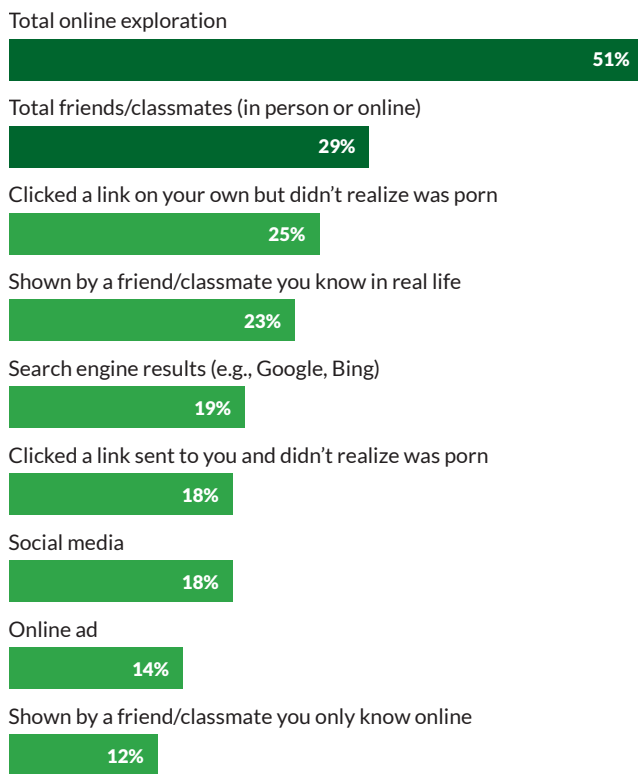 Total online exploration
51%
Total friends/classmates (in person or online)
29%
Clicked a link on your own but didn’t realize was porn
25%
Shown by a friend/classmate you know in real life
23%
Search engine results (e.g., Google, Bing)
19%
Clicked a link sent to you and didn’t realize was porn
18%
Social media
18%
Online ad
14%
Shown by a friend/classmate you only know online
12%